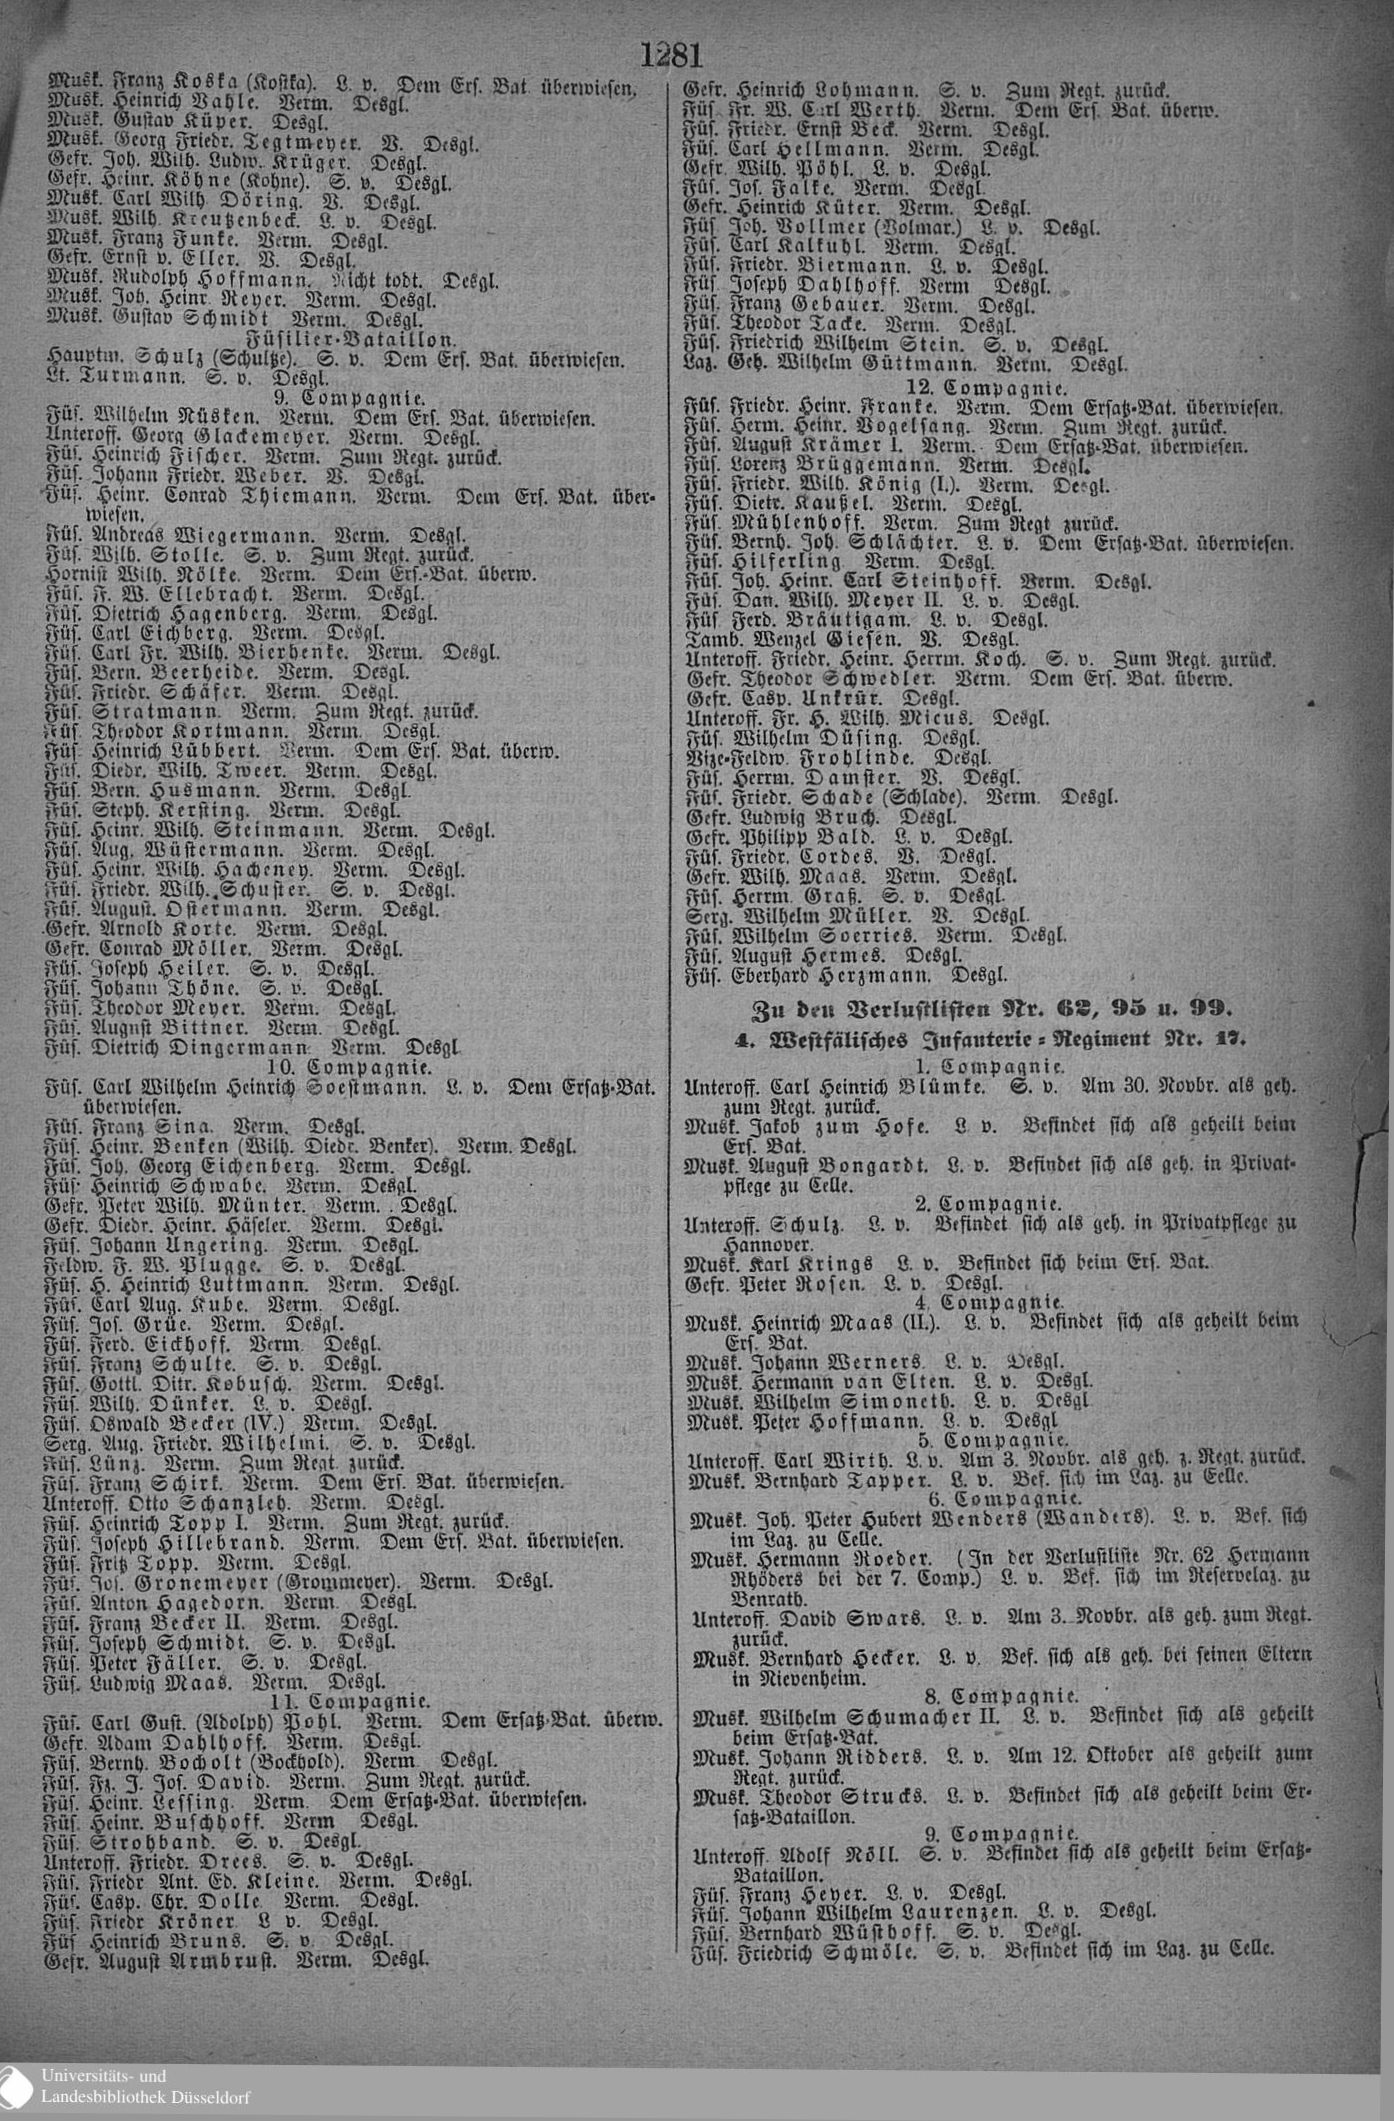 1281
Musk. Franz Koska (Kostka). L. v. Dem Ers. Bat. überwiesen.
Musk. Heinrich Vahle. Verm. Desgl.
Musk. Gustav Küper. Desgl.
Musk. Georg Friedr. Tegtmeyer. V. Desgl.
Gefr. Joh. Wilh. Ludw. Krüger. Desgl.
Gefr. Heinr. Köhne (Kohne). S. v. Desgl.
Musk. Carl Wilh. Döring. V. Desgl.
Musk. Wilh. Kreutzenbeck. L. v. Desgl.
Musk. Franz Funke. Verm. Desgl.
Gefr. Ernst v. Eller. V. Desgl.
Musk. Rudolph Hoffmann. Nicht todt. Desgl.
Musk. Joh. Heinr. Reyer. Verm. Desgl.
Musk. Gustav Schmidt Verm. Desgl.
Füsilier-Bataillon.
Hauptm. Schulz (Schultze). S. v. Dem Ers. Bat. überwiesen.
Lt. Turmann. S. v. Desgl.
9. Compagnie.
Füs. Wilhelm Nüsken. Verm. Dem Ers. Bat. überwiesen.
Unteroff. Georg Glackemeyer. Verm. Desgl.
Füs. Heinrich Fischer. Verm. Zum Regt. zurück.
Füs. Johann Friedr. Weber. V. Desgl.
Füs. Heinr. Conrad Thiemann. Verm. Dem Ers. Bat. über-
wiesen.
Füs. Andreas Wiegermann. Verm. Desgl.
Füs. Wilh. Stolle. S. v. Zum Regt. zurück.
Hornist Wilh. Nölke. Verm. Dem Ers.-Bat. überw.
Füs. F. W. Ellebracht. Verm. Desgl.
Füs. Dietrich Hagenberg. Verm. Desgl.
Füs. Carl Eichberg. Verm. Desgl.
Füs. Carl Fr. Wilh. Bierhenke. Verm. Desgl.
Füs. Bern. Beerheide. Verm. Desgl.
Füs. Friedr. Schäfer. Verm. Desgl.
Füs. Stratmann. Verm. Zum Regt. zurück.
Füs. Theodor Kortmann. Verm. Desgl.
Füs. Heinrich Lübbert. Verm. Dem Ers. Bat. überw.
Füs. Diedr. Wilh. Tweer. Verm. Desgl.
Füs. Bern. Husmann. Verm. Desgl.
Füs. Steph. Kersting. Verm. Desgl.
Füs. Heinr. Wilh. Steinmann. Verm. Desgl.
Füs. Aug. Wüstermann. Verm. Desgl.
Füs. Heinr. Wilh. Hacheney. Verm. Desgl.
Füs. Friedr. Wilh. Schuster. S. v. Desgl.
Füs. August. Ostermann. Verm. Desgl.
Gefr. Arnold Korte. Verm. Desgl.
Gefr. Conrad Möller. Verm. Desgl.
Füs. Joseph Heiler. S. v. Desgl.
Füs. Johann Thöne. S. v. Desgl.
Füs. Theodor Meyer. Verm. Desgl.
Füs. August Bittner. Verm. Desgl.
Füs. Dietrich Dingermann Verm. Desgl
10. Compagnie.
Füs. Carl Wilhelm Heinrich Soestmann. L. v. Dem Ersatz-Bat.
überwiesen.
Füs. Franz Sina. Verm. Desgl.
Füs. Heinr. Benken (Wilh. Diedr. Benker). Verm. Desgl.
Füs. Joh. Georg Eichenberg. Verm. Desgl.
Füs. Heinrich Schwabe. Verm. Desgl.
Gefr. Peter Wilh. Münter. Verm. Desgl.
Gefr. Diedr. Heinr. Häseler. Verm. Desgl.
Füs. Johann Ungering. Verm. Desgl.
Feldw. F. W. Plugge. S. v. Desgl.
Füs. H. Heinrich Luttmann. Verm. Desgl.
Füs. Carl Aug. Kube. Verm. Desgl.
Füs. Jos. Grüe. Verm. Desgl.
Füs. Ferd. Eickhoff. Verm. Desgl.
Füs. Franz Schulte. S. v. Desgl.
Füs. Gottl. Ditr. Kobusch. Verm. Desgl.
Füs. Wilh. Dünker. L. v. Desgl.
Füs. Oswald Becker (IV.) Verm. Desgl.
Serg. Aug. Friedr. Wilhelmi. S. v. Desgl.
Füs. Lünz. Verm. Zum Regt. zurück.
Füs. Franz Schirk. Verm. Dem Ers. Bat. überwiesen.
Unteroff. Otto Schanzleh. Verm. Desgl.
Füs. Heinrich Topp I. Verm. Zum Regt. zurück.
Füs. Joseph Hillebrand. Verm. Dem Ers. Bat. überwiesen.
Füs. Fritz Topp. Verm. Desgl.
Füs. Jos. Gronemeyer (Grommeyer). Verm. Desgl.
Füs. Anton Hagedorn. Verm. Desgl.
Füs. Franz Becker II. Verm. Desgl.
Füs. Joseph Schmidt. S. v. Desgl.
Füs. Peter Fäller. S. v. Desgl.
Füs. Ludwig Maas. Verm. Desgl.
11. Compagnie.
Füs. Carl Gust. (Adolph) Pohl. Verm. Dem Ersatz-Bat. überw.
Gefr. Adam Dahlhoff. Verm. Desgl.
Füs. Bernh. Bocholt (Bockhold). Verm Desgl.
Füs. Fz. J. Jos. David. Verm. Zum Regt. zurück.
Füs. Heinr. Lessing. Verm. Dem Ersatz-Bat. überwiesen.
Füs. Heinr. Buschhoff. Verm Desgl.
Füs. Strohband. S. v. Desgl.
Unteroff. Friedr. Drees. S. v. Desgl.
Füs. Friedr Ant. Ed. Kleine. Verm. Desgl.
Füs. Casp. Chr. Dolle Verm. Desgl.
Füs. Friedr Kröner L v. Desgl.
Füs. Heinrich Bruns. S. v. Desgl.
Gefr. August Armbrust. Verm. Desgl.
Gefr. Heinrich Lohmann. S. v. Zum Regt. zurück.
Füs. Fr. W. Carl Werth. Verm. Dem Ers. Bat. überw.
Füs. Friedr. Ernst Beck. Verm. Desgl.
Füs. Carl Hellmann. Verm. Desgl.
Gefr. Wilh. Pöhl. L. v. Desgl.
Füs. Jos. Falke. Verm. Desgl.
Gefr. Heinrich Küter. Verm. Desgl.
Füs. Joh. Vollmer (Volmar.) L. v. Desgl.
Füs. Carl Kalkuhl. Verm. Desgl.
Füs. Friedr. Biermann. L. v. Desgl.
Füs. Joseph Dahlhoff. Verm Desgl.
Füs. Franz Gebauer. Verm. Desgl.
Füs. Theodor Tacke. Verm. Desgl.
Füs. Friedrich Wilhelm Stein. S. v. Desgl.
Laz. Geh. Wilhelm Güttmann. Verm. Desgl.
12. Compagnie.
Füs. Friedr. Heinr. Franke. Verm. Dem Ersatz-Bat. überwiesen.
Füs. Herm. Heinr. Vogelsang. Verm. Zum Regt. zurück.
Füs. August Krämer I. Verm. Dem Ersatz-Bat. überwiesen.
Füs. Lorenz Brüggemann. Verm. Desgl.
Füs. Friedr. Wilh. König (I.). Verm. Desgl.
Füs. Dietr. Kaußel. Verm. Desgl.
Füs. Mühlenhoff. Verm. Zum Regt zurück.
Füs. Bernh. Joh. Schlächter. L. v. Dem Ersatz-Bat. überwiesen.
Füs. Hilferling Verm. Desgl.
Füs. Joh. Heinr. Carl Steinhoff. Verm. Desgl.
Füs. Dan. Wilh. Meyer II. L. v. Desgl.
Füs. Ferd. Bräutigam. L. v. Desgl.
Tamb. Wenzel Giesen. V. Desgl.
Unteroff. Friedr. Heinr. Herrm. Koch. S. v. Zum Regt. zurück.
Gefr. Theodor Schwedler. Verm. Dem Ers. Bat. überw.
Gefr. Casp. Unkrür. Desgl.
Unteroff. Fr. H. Wilh. Micus. Desgl.
Füs. Wilhelm Düsing. Desgl.
Vize-Feldw. Frohlinde. Desgl.
Füs. Herrm. Damster. V. Desgl.
Füs. Friedr. Schade (Schlade). Verm. Desgl.
Gefr. Ludwig Bruch. Desgl.
Gefr. Philipp Bald. L. v. Desgl.
Füs. Friedr. Cordes. V. Desgl.
Gefr. Wilh. Maas. Verm. Desgl.
Füs. Herrm Graß. S. v. Desgl.
Serg. Wilhelm Müller. V. Desgl.
Füs. Wilhelm Soerries. Verm. Desgl.
Füs. August Hermes. Desgl.
Füs. Eberhard Herzmann. Desgl.
Zu den Verlustlisten Nr. 62, 95 u. 99.
4. Westfälisches Infanterie-Regiment Nr. 17.
1. Compagnie.
Unteroff. Carl Heinrich Blümke. S. v. Am 30. Novbr. als geh.
zum Regt. zurück.
Musk. Jakob zum Hofe. L v. Befindet sich als geheilt beim
Ers. Bat.
Musk. August Bongardt. L. v. Befindet sich als geh. in Privat-
pflege zu Celle.
2. Compagnie.
Unteroff. Schulz. L. v. Befindet sich als geh. in Privatpflege zu
Hannover.
Musk. Karl Krings L. v. Befindet sich beim Ers. Bat.
Gefr. Peter Rosen. L. v. Desgl.
4. Compagnie.
Musk. Heinrich Maas (II.). L. v. Befindet sich als geheilt beim
Ers. Bat.
Musk. Johann Werners. L. v. Desgl.
Musk. Hermann van Elten. L. v. Desgl.
Musk. Wilhelm Simoneth. L. v. Desgl
Musk. Peter Hoffmann. L. v. Desgl
5. Compagnie.
Unteroff. Carl Wirth. L. v. Am 3. Novbr. als geh. z. Regt. zurück.
Musk. Bernhard Tapper. L. v. Bef. sich im Laz. zu Celle.
6. Compagnie.
Musk. Joh. Peter Hubert Wenders (Wanders). L. v. Bef. sich
im Laz. zu Celle.
Musk. Hermann Roeder. (In der Verlustliste Nr. 62 Hermann
Rhöders bei der 7. Comp.) L. v. Bef. sich im Reservelaz. zu
Benrath.
Unteroff. David Swars. L. v. Am 3. Novbr. als geh. zum Regt.
zurück.
Musk. Bernhard Hecker. L. v. Bef. sich als geh. bei seinen Eltern
in Nievenheim.
8. Compagnie.
Musk. Wilhelm Schumacher II. L. v. Befindet sich als geheilt
beim Ersatz-Bat.
Musk. Johann Ridders. L. v. Am 12. Oktober als geheilt zum
Regt. zurück.
Musk. Theodor Strucks. L. v. Befindet sich als geheilt beim Er-
satz-Bataillon.
9. Compagnie.
Unteroff. Adolf Nöll. S. v. Befindet sich als geheilt beim Ersatz-
Bataillon.
Füs. Franz Heyer. L. v. Desgl.
Füs. Johann Wilhelm Laurenzen. L. v. Desgl.
Füs. Bernhard Wüsthoff. S. v. Desgl.
Füs. Friedrich Schmöle. S. v. Befindet sich im Laz. zu Celle.
Universitäts- und
Landesbibliothek Düsseldorf